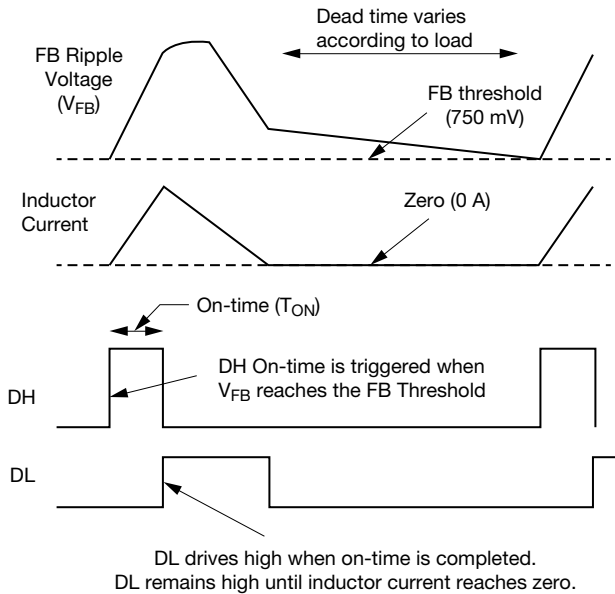 Dead time varies
according to load
FB Ripple
Voltage
(VFB)
FB threshold
(750 mV)
Inductor
Current
Zero (0 A)
On-time (TON)
DH On-time is triggered when
VFB reaches the FB Threshold
DH
DL
DL drives high when on-time is completed.
DL remains high until inductor current reaches zero.